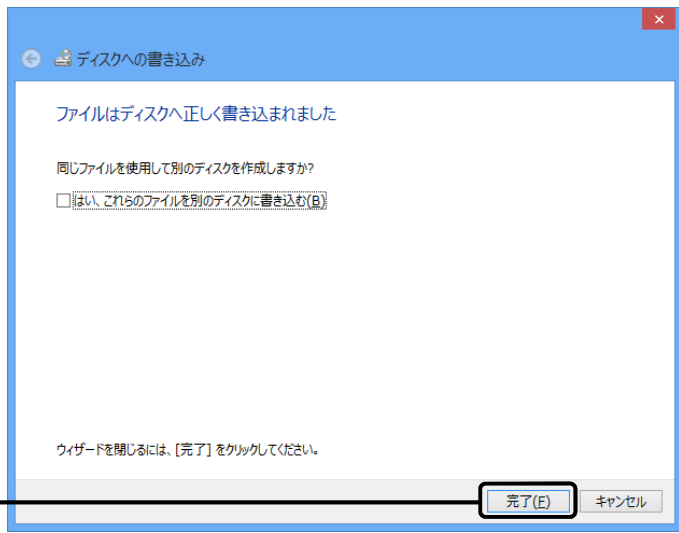 ディスクへの書き込み
ファイルはディスクへ正しく書き込まれました
同じファイルを使用して別のディスクを作成しますか?
はい、これらのファイルを別のディスクに書き込む(B)
ウィザードを閉じるには、[完了] をクリックしてください。
完了(F) キャンセル